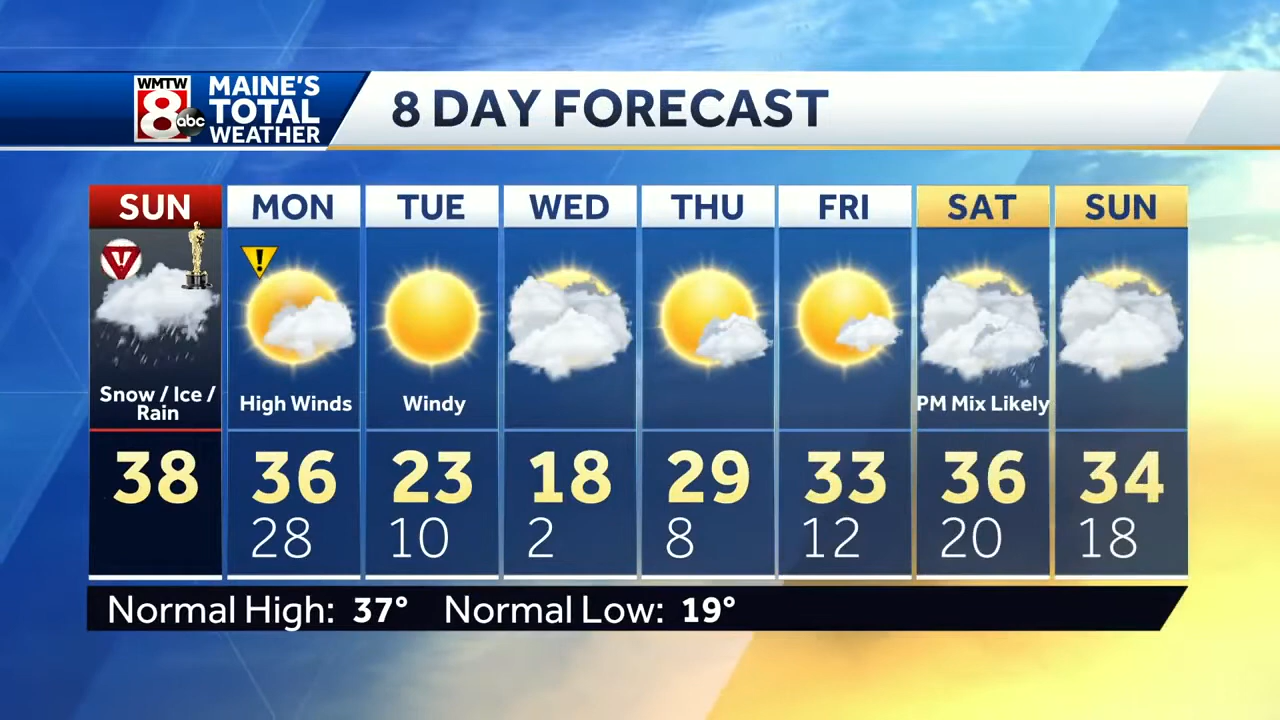 WMTW
8
abc
MAINE'S
TOTAL
WEATHER
8 DAY FORECAST
SUN MON TUE WED THU FRI SAT SUN
!
Snow / Ice /
Rain
High Winds
Windy
PM Mix Likely
38 36 23 18 29 33 36 34
28 10 2 8 12 20 18
Normal High: 37° Normal Low: 19°